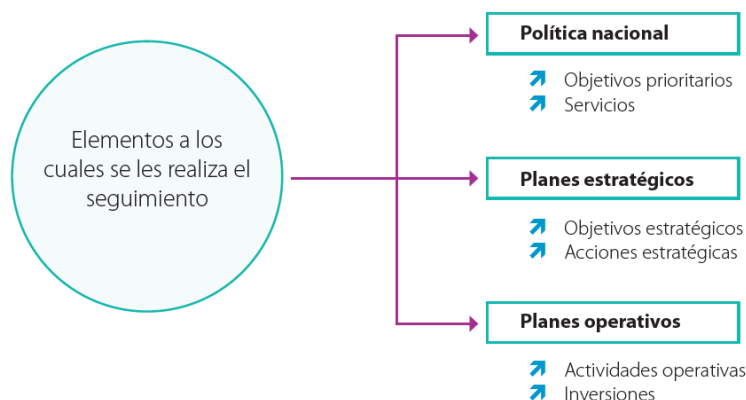 Elementos a los
cuales se les realiza el
seguimiento
Política nacional
Objetivos prioritarios
Servicios
Planes estratégicos
Objetivos estratégicos
Acciones estratégicas
Planes operativos
Actividades operativas
Inversiones